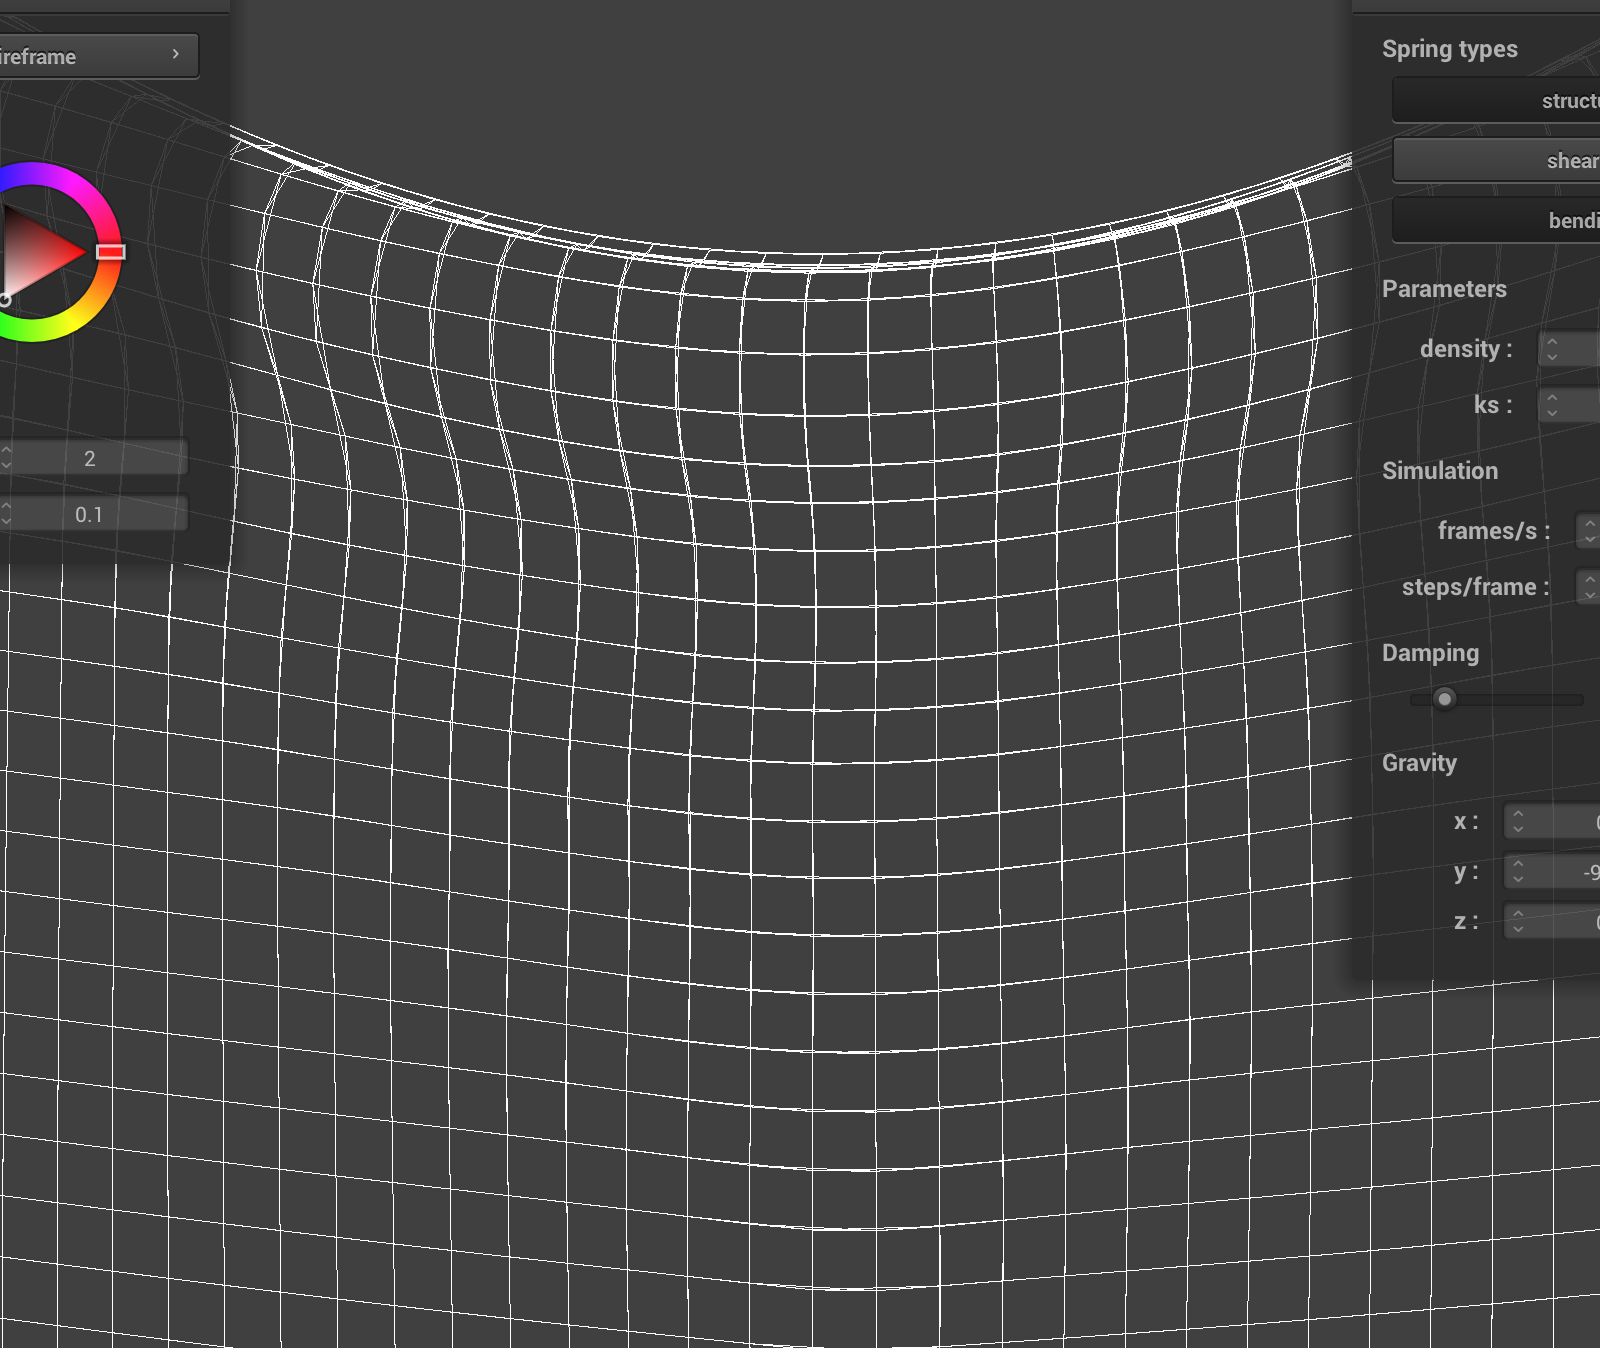 ireframe
2
0.1
Spring types
struct
shear
bendi
Parameters
density :
ks :
Simulation
frames/s :
steps/frame :
Damping
Gravity
x :
y : -9
z :